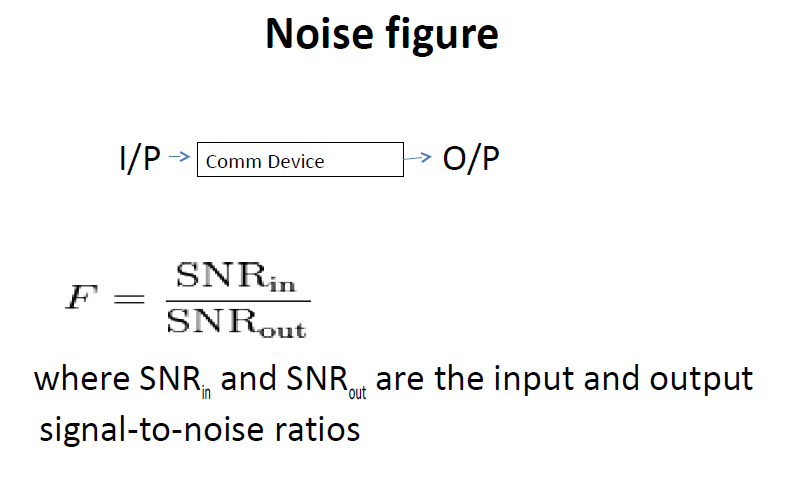 Noise figure
I/P Comm Device O/P
F = SNRin / SNRout
where SNRin and SNRout are the input and output
signal-to-noise ratios